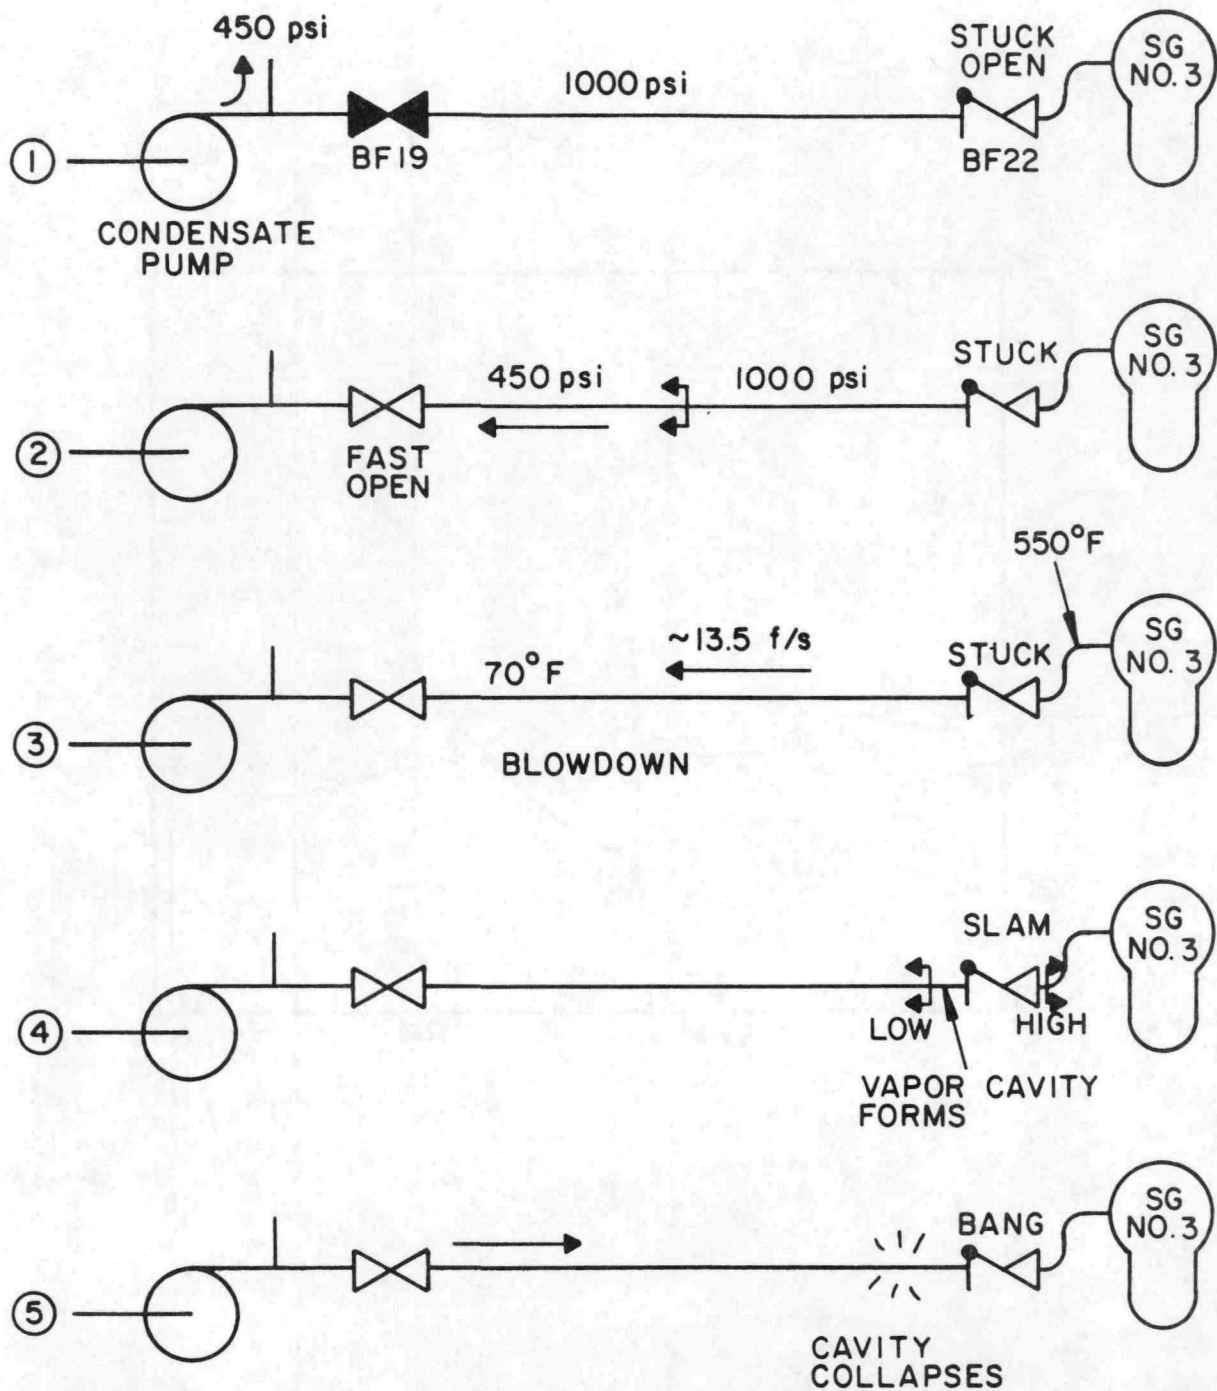 450 psi
1000 psi
STUCK
OPEN
SG
NO. 3
1
BF19
BF22
CONDENSATE
PUMP
450 psi
1000 psi
STUCK
SG
NO. 3
2
FAST
OPEN
550°F
70°F
~13.5 f/s
STUCK
SG
NO. 3
3
BLOWDOWN
SLAM
SG
NO. 3
4
LOW
HIGH
VAPOR CAVITY
FORMS
BANG
SG
NO. 3
5
CAVITY
COLLAPSES